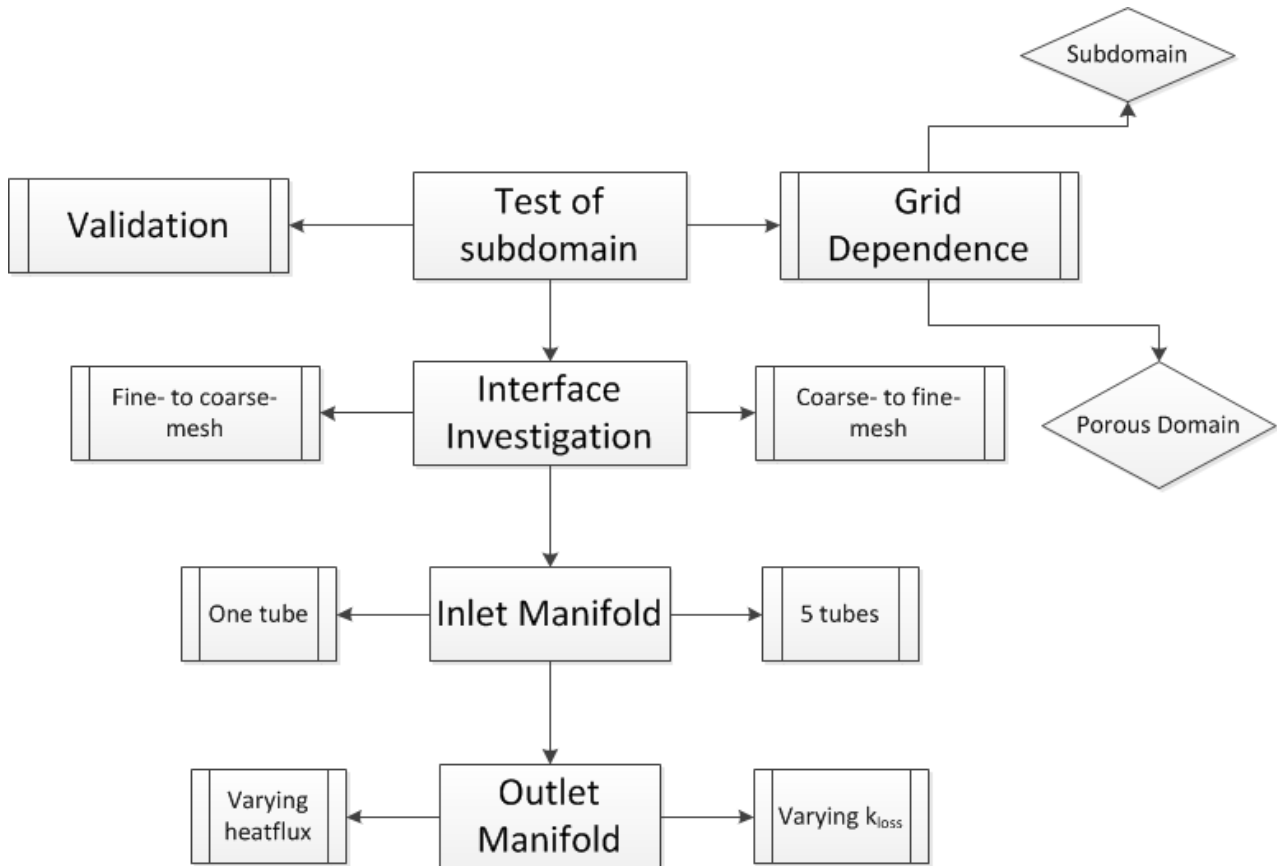 Subdomain
Validation
Test of
subdomain
Grid
Dependence
Fine- to coarse-
mesh
Interface
Investigation
Coarse- to fine-
mesh
Porous Domain
One tube
Inlet Manifold
5 tubes
Varying
heatflux
Outlet
Manifold
Varying kloss